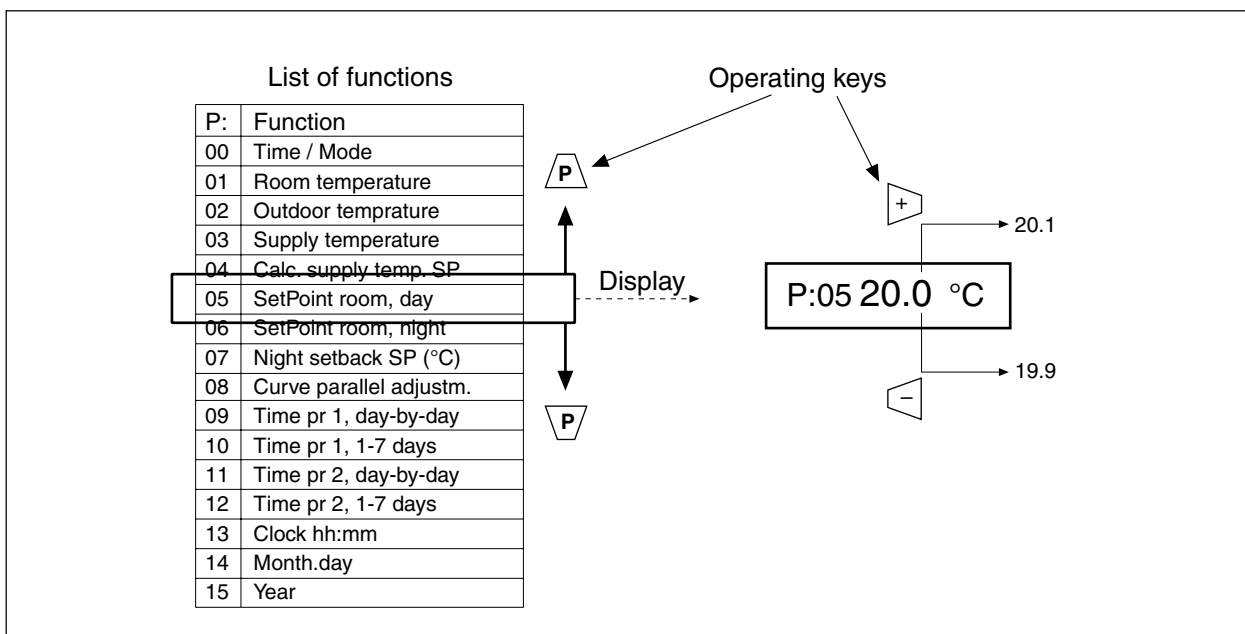 List of functions
Operating keys
P: Function
00 Time / Mode
01 Room temperature
02 Outdoor temprature
03 Supply temperature
04 Calc. supply temp. SP
05 SetPoint room, day
06 SetPoint room, night
07 Night setback SP (°C)
08 Curve parallel adjustm.
09 Time pr 1, day-by-day
10 Time pr 1, 1-7 days
11 Time pr 2, day-by-day
12 Time pr 2, 1-7 days
13 Clock hh:mm
14 Month.day
15 Year
P
P
Display
+
20.1
P:05 20.0 °C
19.9
−